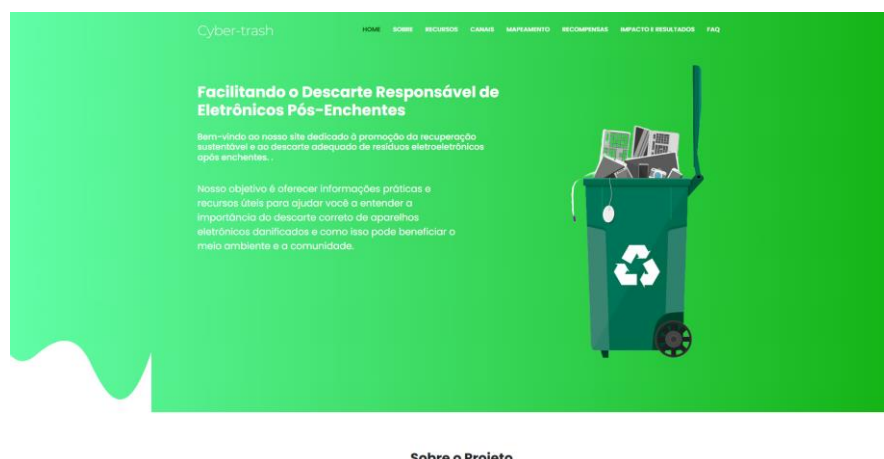 Cyber-trash
HOME SOBRE RECURSOS CANAIS MAPEAMENTO RECOMPENSAS IMPACTO E RESULTADOS FAQ
Facilitando o Descarte Responsável de
Eletrônicos Pós-Enchentes
Bem-vindo ao nosso site dedicado à promoção da recuperação
sustentável e ao descarte adequado de resíduos eletroeletrônicos
após enchentes. .
Nosso objetivo é oferecer informações práticas e
recursos úteis para ajudar você a entender a
importância do descarte correto de aparelhos
eletrônicos danificados e como isso pode beneficiar o
meio ambiente e a comunidade.
Sobre o Projeto